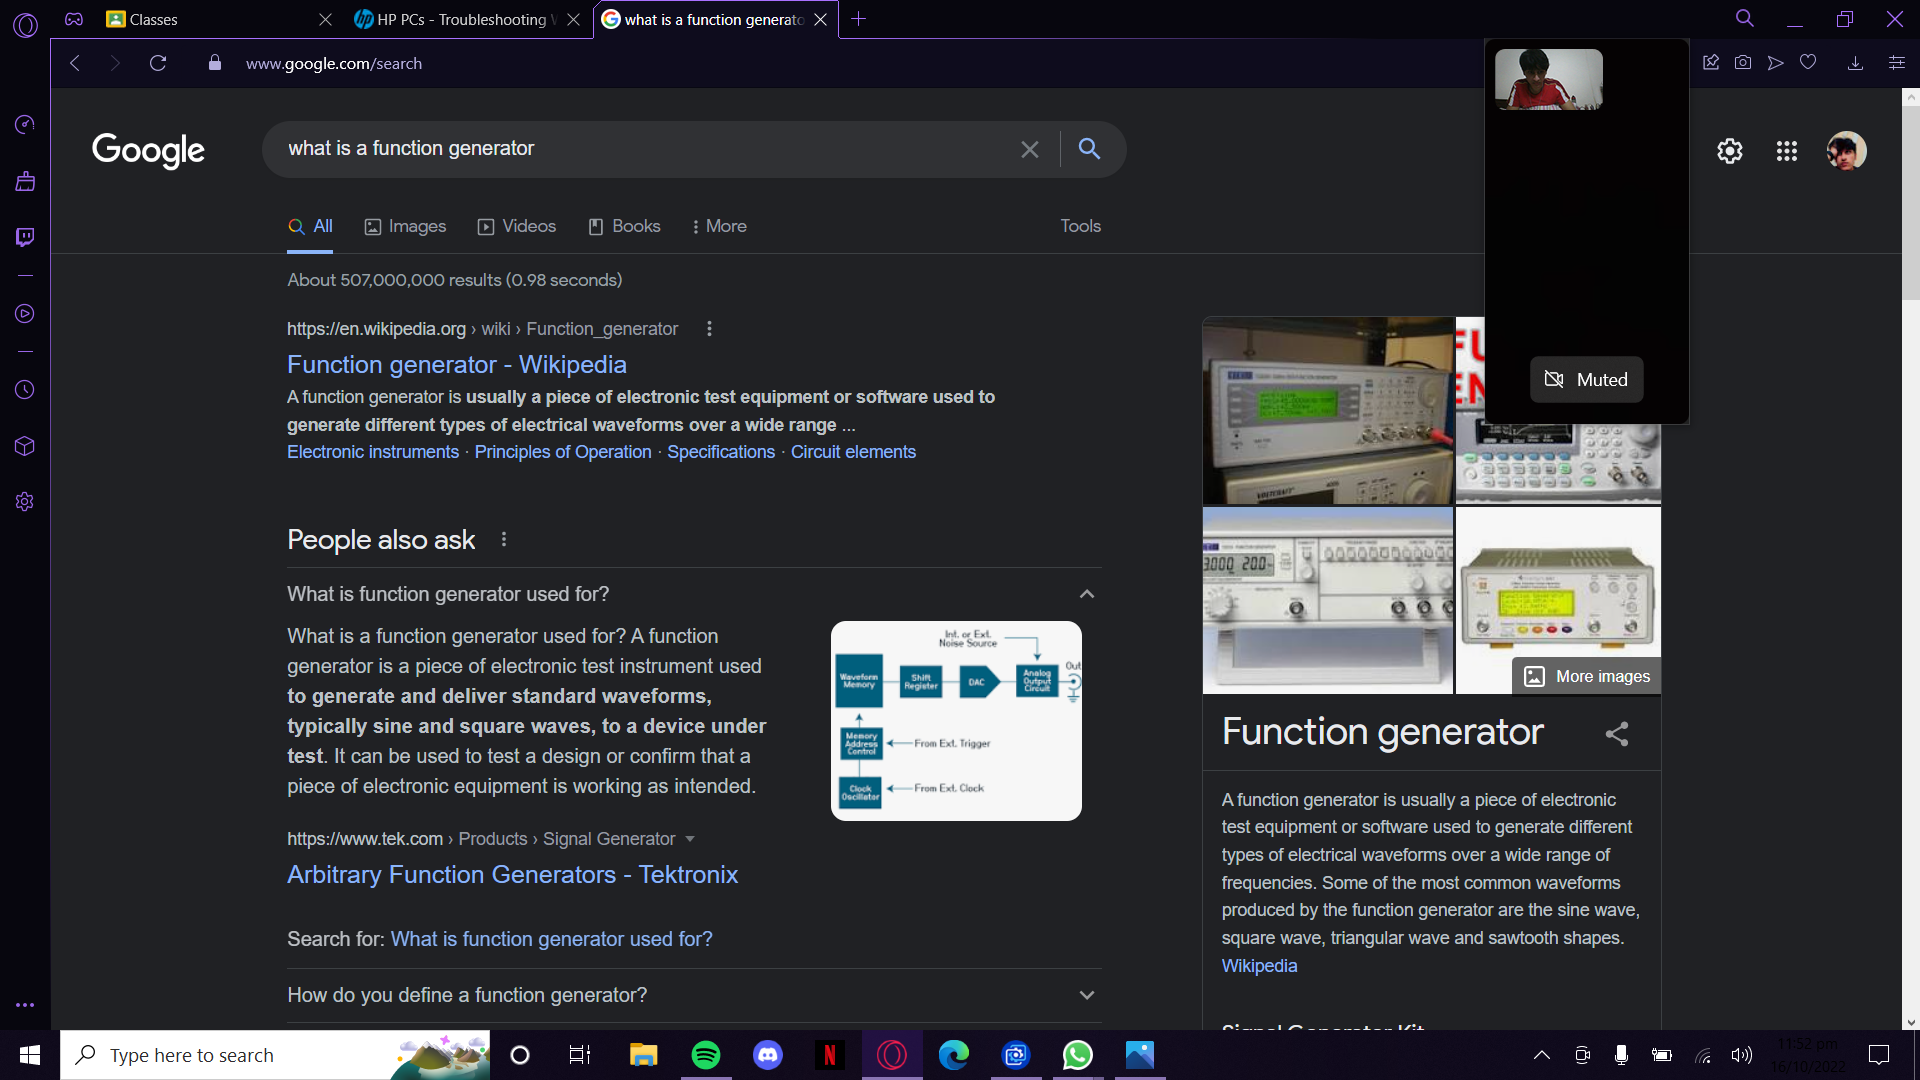 Classes
HP PCs - Troubleshooting
what is a function generato
www.google.com/search
Muted
Google
what is a function generator
All
Images
Videos
Books
More
Tools
About 507,000,000 results (0.98 seconds)
https://en.wikipedia.org › wiki › Function_generator
Function generator - Wikipedia
A function generator is usually a piece of electronic test equipment or software used to
generate different types of electrical waveforms over a wide range ...
Electronic instruments · Principles of Operation · Specifications · Circuit elements
People also ask
What is function generator used for?
What is a function generator used for? A function
generator is a piece of electronic test instrument used
to generate and deliver standard waveforms,
typically sine and square waves, to a device under
test. It can be used to test a design or confirm that a
piece of electronic equipment is working as intended.
Int. or Ext.
Noise Source
Waveform
Memory
Shift
Register
DAC
Analog
Output
Circuit
Out
Memory
Address
Control
From Ext. Trigger
Clock
Oscillator
From Ext. Clock
https://www.tek.com › Products › Signal Generator
Arbitrary Function Generators - Tektronix
Search for: What is function generator used for?
How do you define a function generator?
FU
EN
VOLTCRAFT
3000 20.0
More images
Function generator
A function generator is usually a piece of electronic
test equipment or software used to generate different
types of electrical waveforms over a wide range of
frequencies. Some of the most common waveforms
produced by the function generator are the sine wave,
square wave, triangular wave and sawtooth shapes.
Wikipedia
Signal Generator Kit
Type here to search
N
11:52 pm
16/10/2022